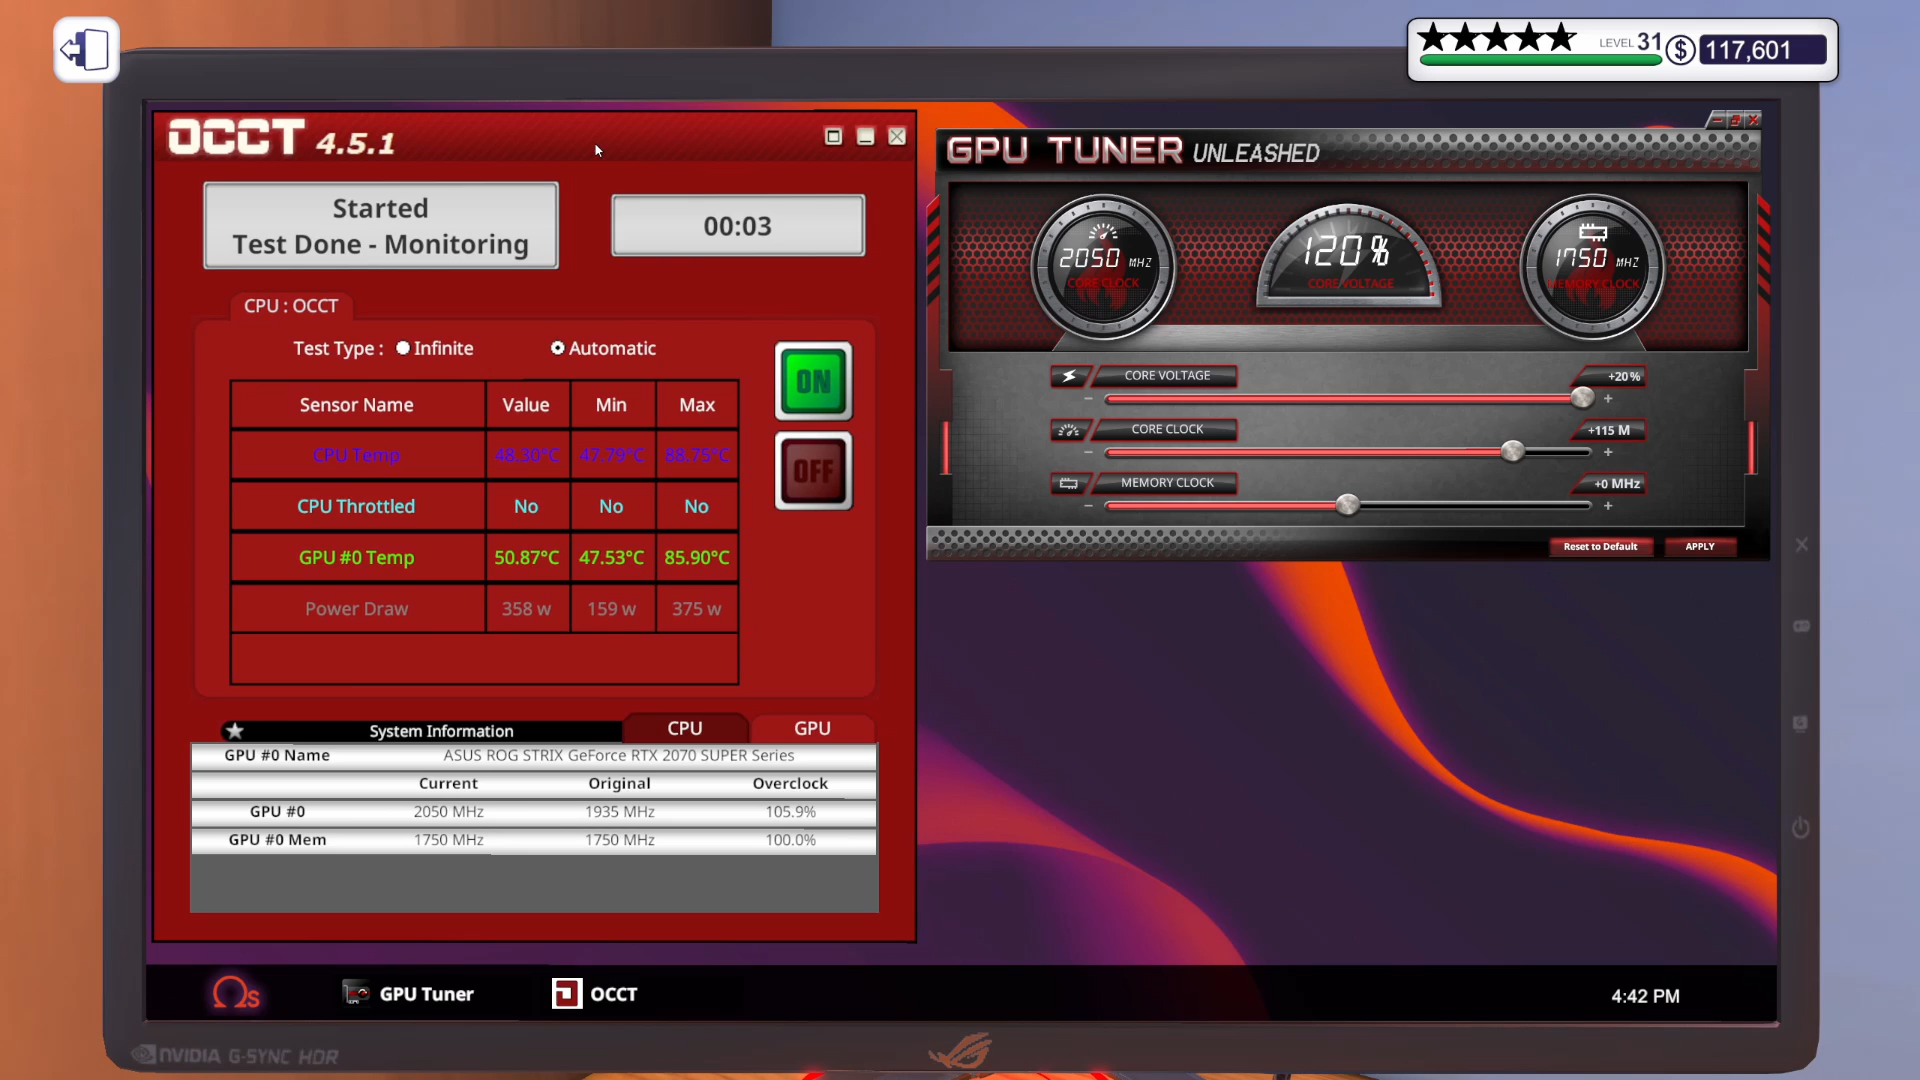 LEVEL 31 $ 117,601
OCCT 4.5.1
Started
Test Done - Monitoring
00:03
CPU : OCCT
Test Type : Infinite Automatic
ON
OFF
Sensor Name Value Min Max
CPU Temp 48.30°C 47.79°C 88.75°C
CPU Throttled No No No
GPU #0 Temp 50.87°C 47.53°C 85.90°C
Power Draw 358 w 159 w 375 w
System Information CPU GPU
GPU #0 Name ASUS ROG STRIX GeForce RTX 2070 SUPER Series
Current Original Overclock
GPU #0 2050 MHz 1935 MHz 105.9%
GPU #0 Mem 1750 MHz 1750 MHz 100.0%
GPU TUNER UNLEASHED
2050 MHZ
CORE CLOCK
120%
CORE VOLTAGE
1750 MHZ
MEMORY CLOCK
CORE VOLTAGE +20 %
CORE CLOCK +115 M
MEMORY CLOCK +0 MHz
Reset to Default APPLY
Ωs GPU Tuner OCCT 4:42 PM
NVIDIA G-SYNC HDR